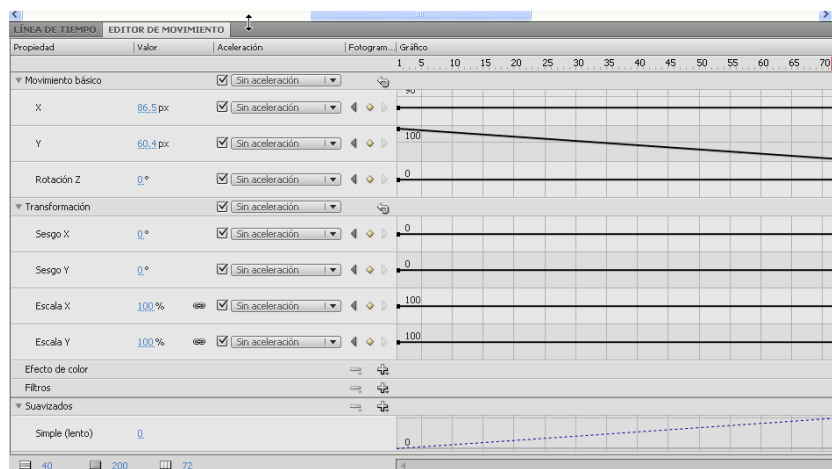 LÍNEA DE TIEMPO EDITOR DE MOVIMIENTO
Propiedad Valor Aceleración Fotogram... Gráfico
1 5 10 15 20 25 30 35 40 45 50 55 60 65 70
Movimiento básico Sin aceleración
90
X 86.5 px Sin aceleración
Y 60.4 px Sin aceleración 100
Rotación Z 0° Sin aceleración 0
Transformación Sin aceleración
Sesgo X 0° Sin aceleración 0
Sesgo Y 0° Sin aceleración 0
Escala X 100 % Sin aceleración 100
Escala Y 100 % Sin aceleración 100
Efecto de color
Filtros
Suavizados
Simple (lento) 0 0
40 200 72